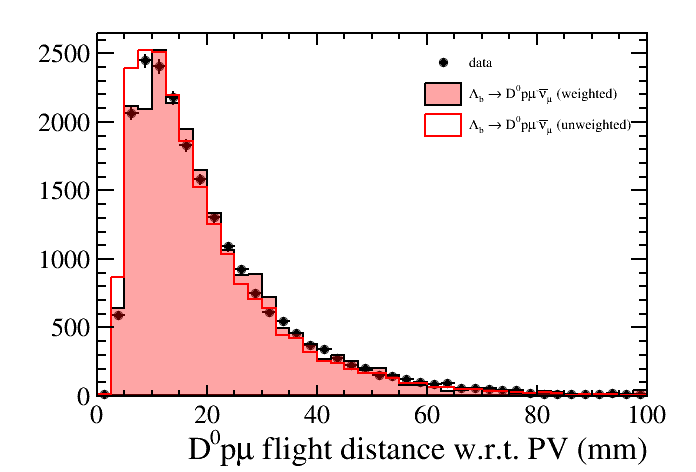 2500
2000
1500
1000
500
0
data
Λb → D⁰pμ ν̄μ (weighted)
Λb → D⁰pμ ν̄μ (unweighted)
0 20 40 60 80 100
D⁰pμ flight distance w.r.t. PV (mm)